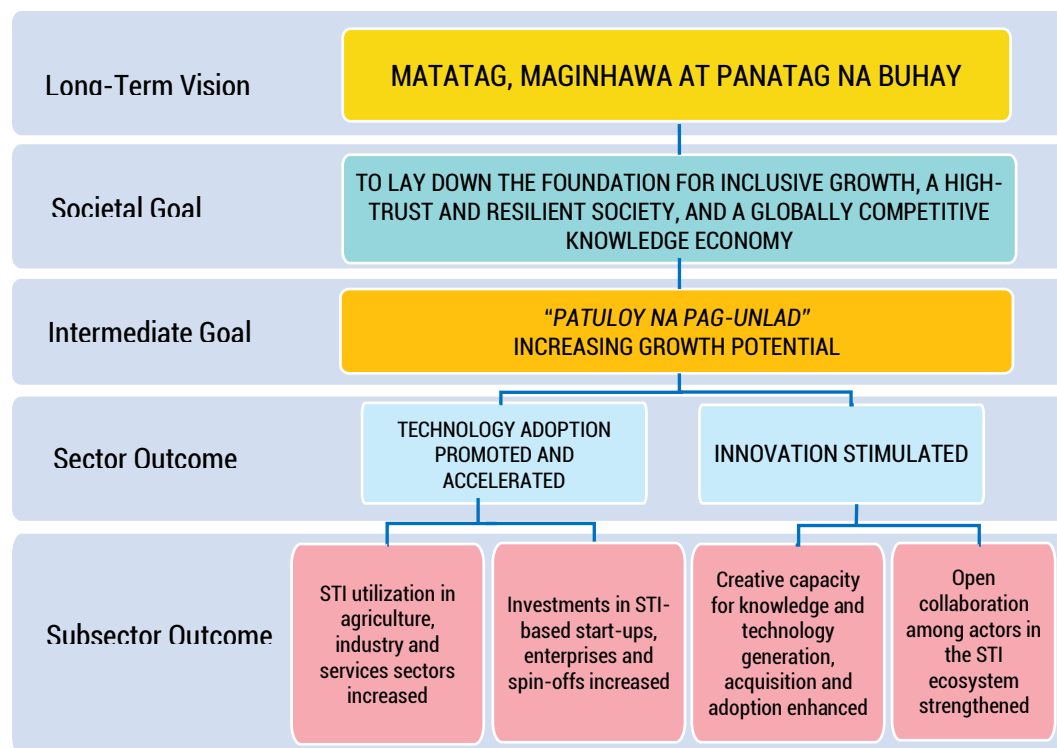 Long-Term Vision
MATATAG, MAGINHAWA AT PANATAG NA BUHAY
Societal Goal
TO LAY DOWN THE FOUNDATION FOR INCLUSIVE GROWTH, A HIGH-
TRUST AND RESILIENT SOCIETY, AND A GLOBALLY COMPETITIVE
KNOWLEDGE ECONOMY
Intermediate Goal
“PATULOY NA PAG-UNLAD”
INCREASING GROWTH POTENTIAL
Sector Outcome
TECHNOLOGY ADOPTION
PROMOTED AND
ACCELERATED
INNOVATION STIMULATED
Subsector Outcome
STI utilization in
agriculture,
industry and
services sectors
increased
Investments in STI-
based start-ups,
enterprises and
spin-offs increased
Creative capacity
for knowledge and
technology
generation,
acquisition and
adoption enhanced
Open
collaboration
among actors in
the STI
ecosystem
strengthened